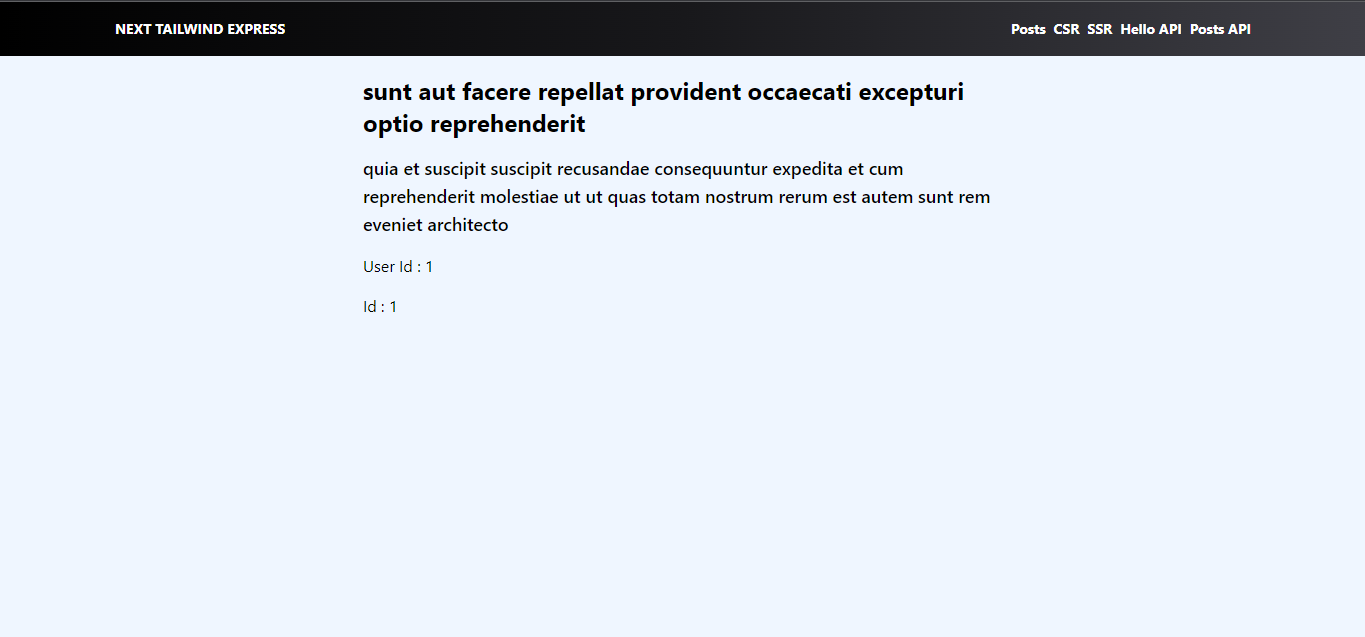 NEXT TAILWIND EXPRESS
Posts CSR SSR Hello API Posts API
sunt aut facere repellat provident occaecati excepturi
optio reprehenderit
quia et suscipit suscipit recusandae consequuntur expedita et cum
reprehenderit molestiae ut ut quas totam nostrum rerum est autem sunt rem
eveniet architecto
User Id : 1
Id : 1